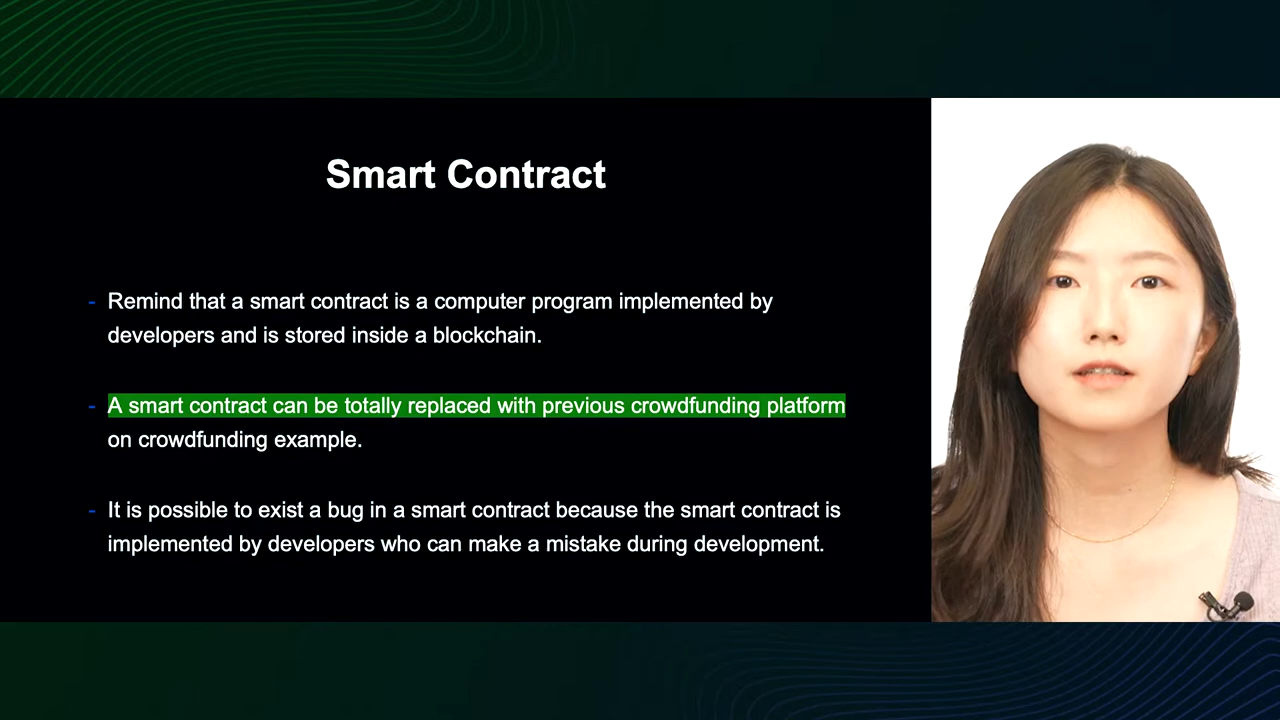 Smart Contract
- Remind that a smart contract is a computer program implemented by
developers and is stored inside a blockchain.
- A smart contract can be totally replaced with previous crowdfunding platform
on crowdfunding example.
- It is possible to exist a bug in a smart contract because the smart contract is
implemented by developers who can make a mistake during development.